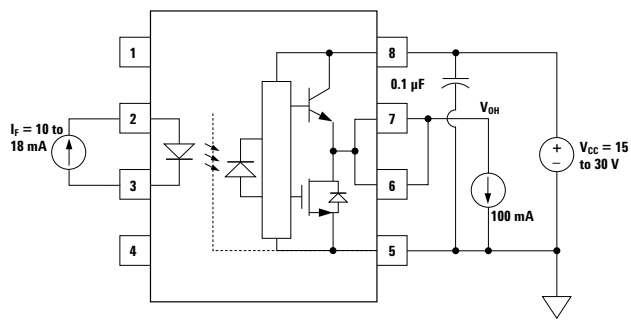 1
8
0.1 µF
I_F = 10 to
18 mA
2
7
V_OH
V_CC = 15
to 30 V
+
–
3
6
100 mA
4
5